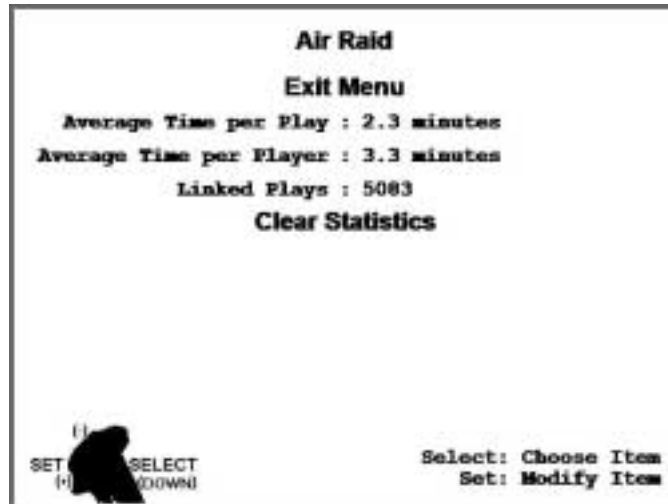 Air Raid
Exit Menu
Average Time per Play : 2.3 minutes
Average Time per Player : 3.3 minutes
Linked Plays : 5083
Clear Statistics
(-)
SET SELECT
(+) (DOWN)
Select: Choose Item
Set: Modify Item